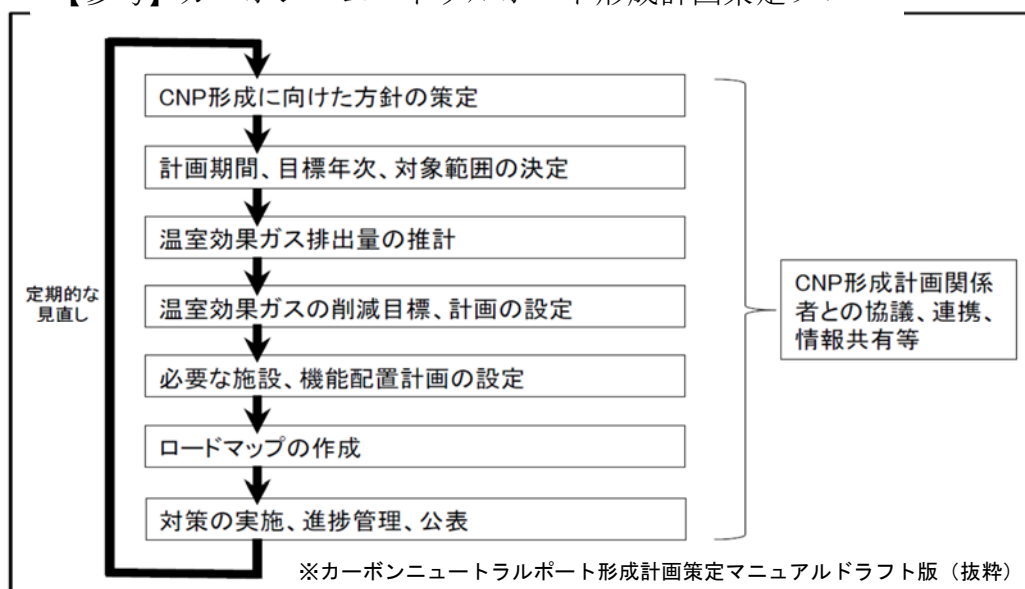 CNP形成に向けた方針の策定
計画期間、目標年次、対象範囲の決定
温室効果ガス排出量の推計
定期的な
見直し
温室効果ガスの削減目標、計画の設定
必要な施設、機能配置計画の設定
ロードマップの作成
対策の実施、進捗管理、公表
CNP形成計画関係
者との協議、連携、
情報共有等
※カーボンニュートラルポート形成計画策定マニュアルドラフト版（抜粋）